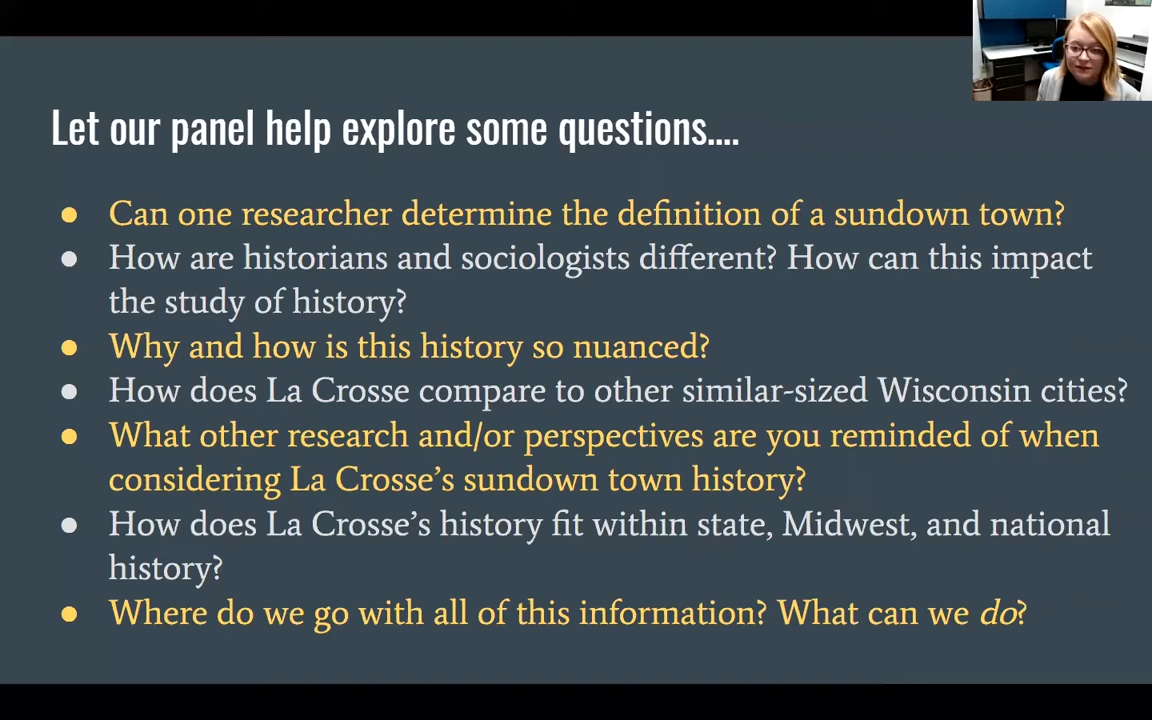 Let our panel help explore some questions....
● Can one researcher determine the definition of a sundown town?
● How are historians and sociologists different? How can this impact
the study of history?
● Why and how is this history so nuanced?
● How does La Crosse compare to other similar-sized Wisconsin cities?
● What other research and/or perspectives are you reminded of when
considering La Crosse’s sundown town history?
● How does La Crosse’s history fit within state, Midwest, and national
history?
● Where do we go with all of this information? What can we do?